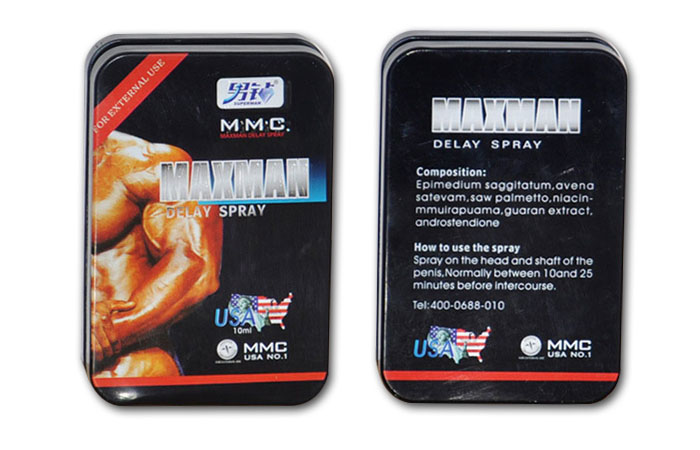 FOR EXTERNAL USE
SUPERMAN
M·M·C.
MAXMAN DELAY SPRAY
MAXMAN
DELAY SPRAY
USA
10ml
MMC
USA NO.1
MAXMAN
DELAY SPRAY
Composition:
Epimedium saggitatum,avena
satevam,saw palmetto,niacin-
mmuirapuama,guaran extract,
androstendione
How to use the spray
Spray on the head and shaft of the
penis,Normally between 10and 25
minutes before intercourse.
Tel:400-0688-010
USA
MMC
USA NO.1